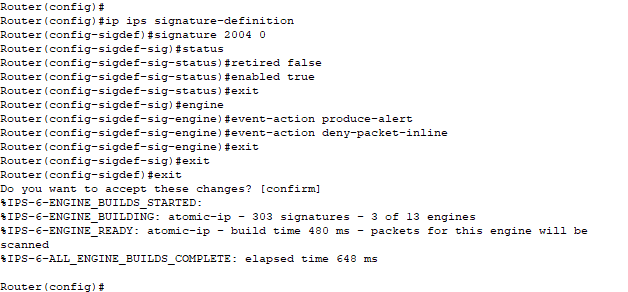 Router(config)#
Router(config)#ip ips signature-definition
Router(config-sigdef)#signature 2004 0
Router(config-sigdef-sig)#status
Router(config-sigdef-sig-status)#retired false
Router(config-sigdef-sig-status)#enabled true
Router(config-sigdef-sig-status)#exit
Router(config-sigdef-sig)#engine
Router(config-sigdef-sig-engine)#event-action produce-alert
Router(config-sigdef-sig-engine)#event-action deny-packet-inline
Router(config-sigdef-sig-engine)#exit
Router(config-sigdef-sig)#exit
Router(config-sigdef)#exit
Do you want to accept these changes? [confirm]
%IPS-6-ENGINE_BUILDS_STARTED:
%IPS-6-ENGINE_BUILDING: atomic-ip - 303 signatures - 3 of 13 engines
%IPS-6-ENGINE_READY: atomic-ip - build time 480 ms - packets for this engine will be
scanned
%IPS-6-ALL_ENGINE_BUILDS_COMPLETE: elapsed time 648 ms
Router(config)#